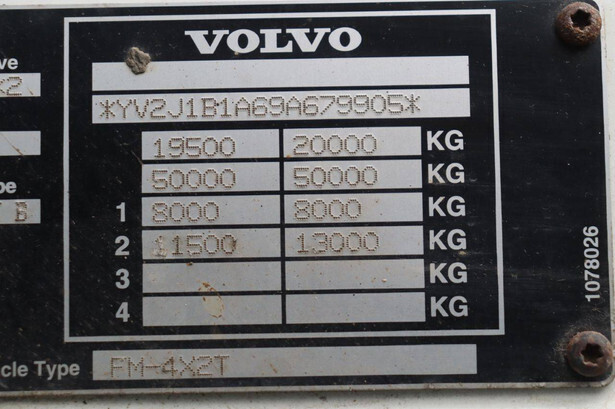 VOLVO
ve
x2
*YV2J1B1A69A679905*
19500 20000 KG
50000 50000 KG
pe
B
1 8000 8000 KG
2 11500 13000 KG
3 KG
4 KG
1078026
cle Type FM-4X2T